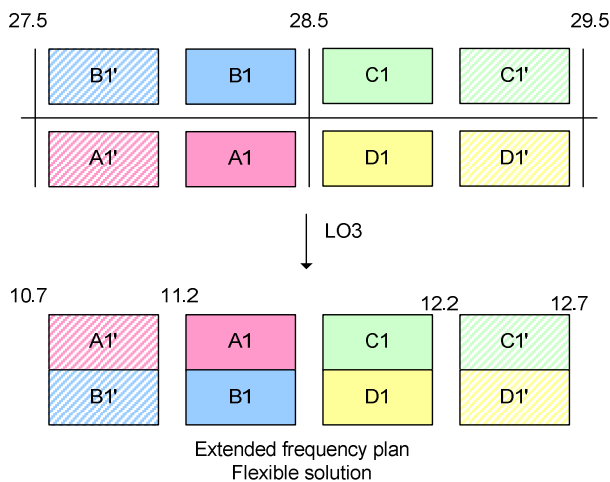 27.5 28.5 29.5
B1' B1 C1 C1'
A1' A1 D1 D1'
LO3
10.7 11.2 12.2 12.7
A1' A1 C1 C1'
B1' B1 D1 D1'
Extended frequency plan
Flexible solution